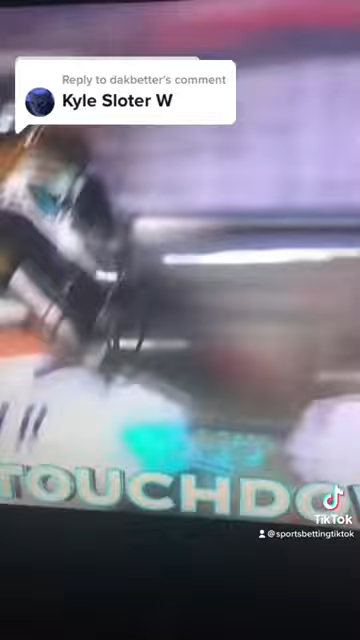 Reply to dakbetter's comment
Kyle Sloter W
TOUCHDO
TikTok
@sportsbettingtiktok